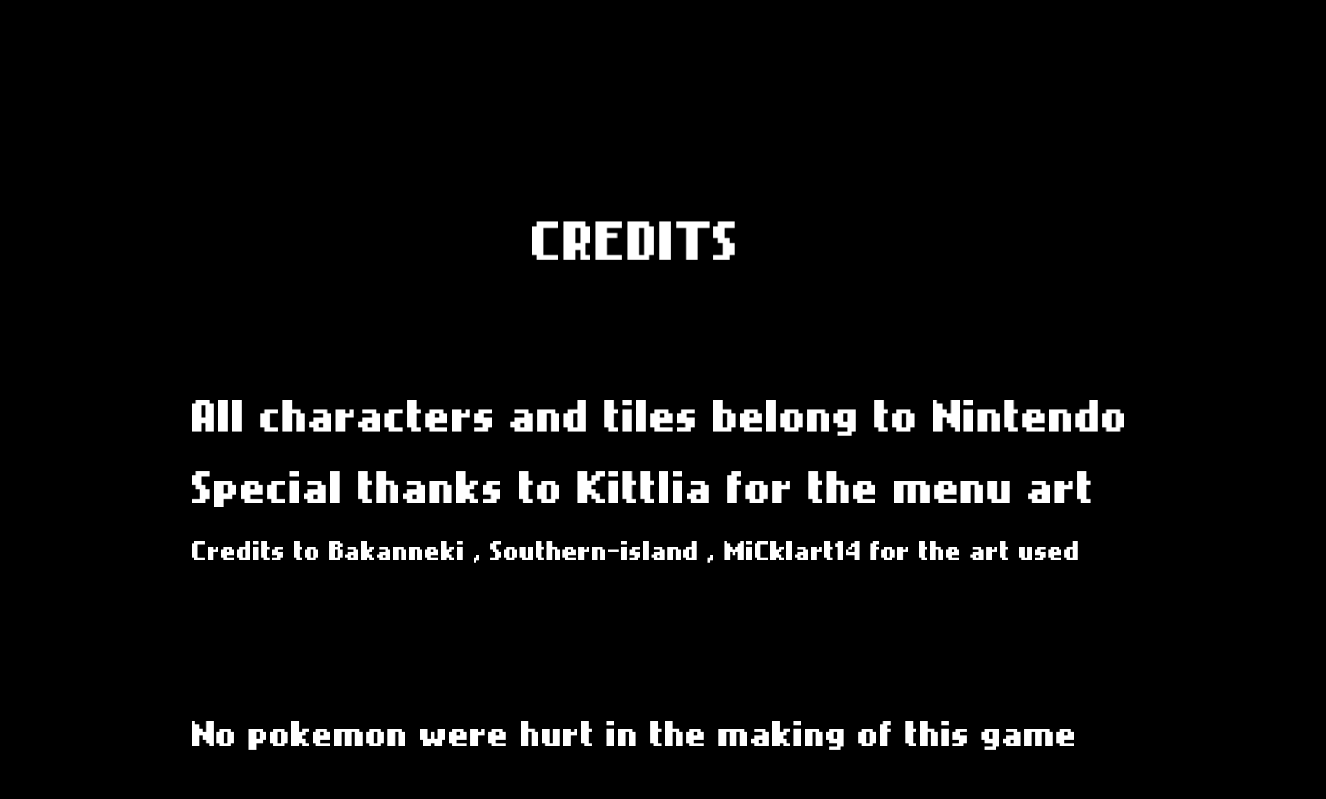 CREDITS
All characters and tiles belong to Nintendo
Special thanks to Kittlia for the menu art
Credits to Bakanneki , Southern-island , MiCklart14 for the art used
No pokemon were hurt in the making of this game